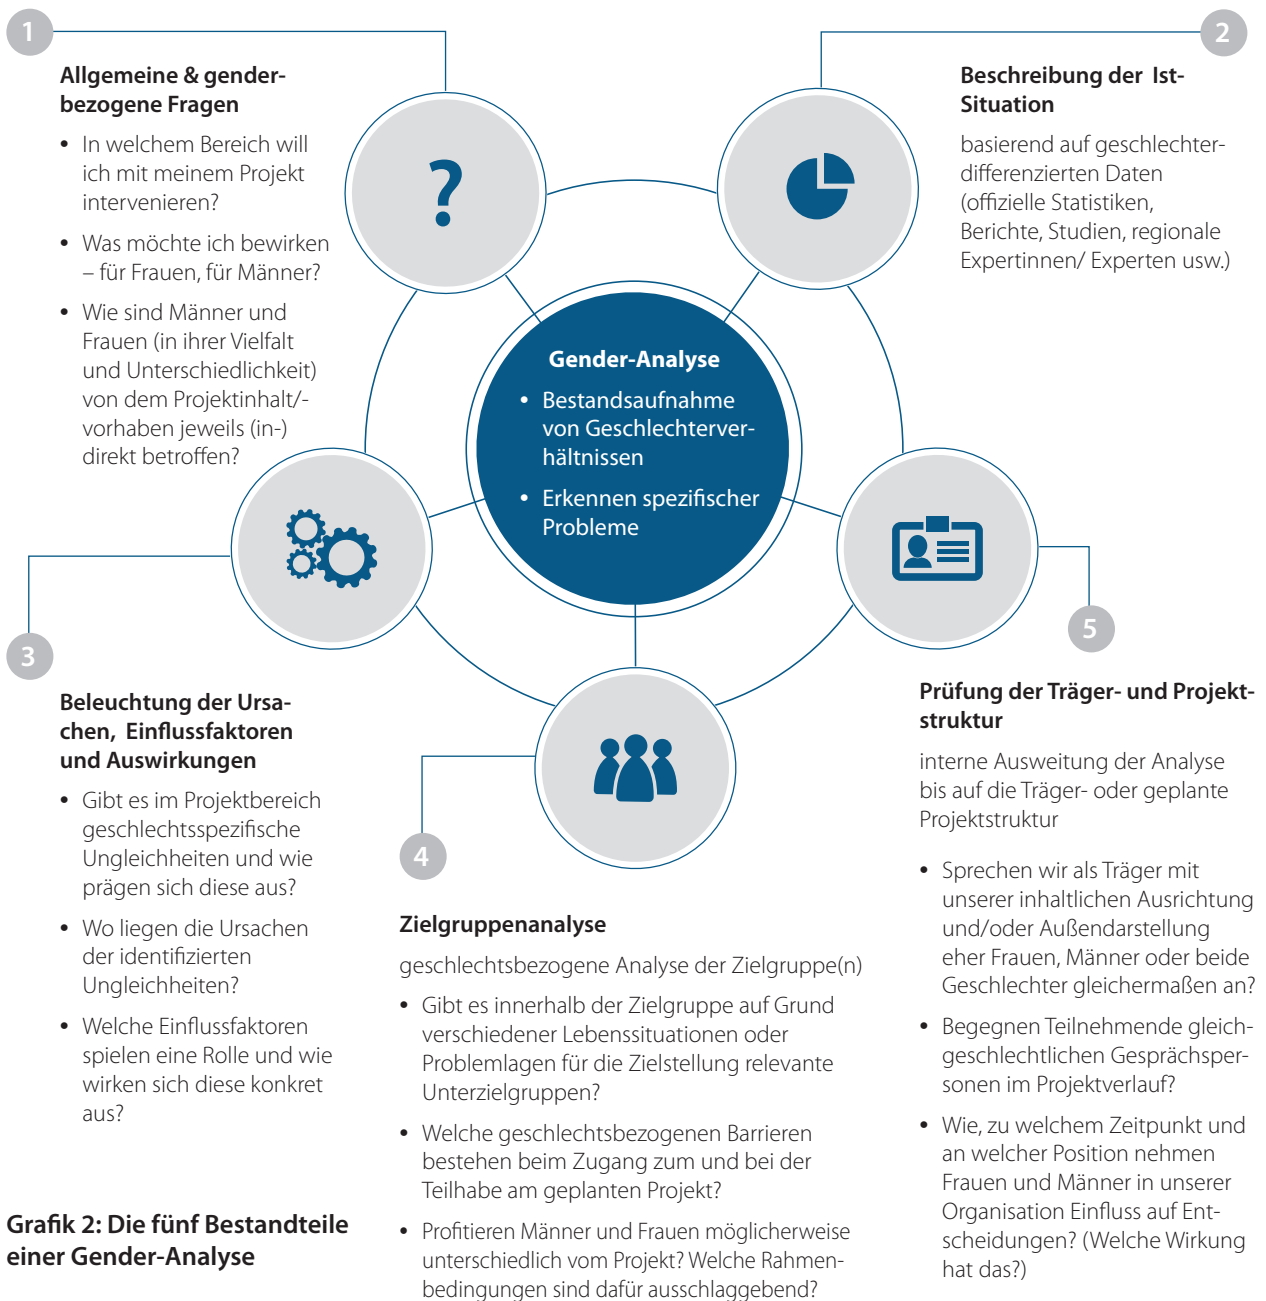 1
Allgemeine & gender-
bezogene Fragen
• In welchem Bereich will
ich mit meinem Projekt
intervenieren?
• Was möchte ich bewirken
– für Frauen, für Männer?
• Wie sind Männer und
Frauen (in ihrer Vielfalt
und Unterschiedlichkeit)
von dem Projektinhalt/-
vorhaben jeweils (in-)
direkt betroffen?
?
2
Beschreibung der Ist-
Situation
basierend auf geschlechter-
differenzierten Daten
(offizielle Statistiken,
Berichte, Studien, regionale
Expertinnen/ Experten usw.)
Gender-Analyse
• Bestandsaufnahme
von Geschlechterver-
hältnissen
• Erkennen spezifischer
Probleme
3
Beleuchtung der Ursa-
chen, Einflussfaktoren
und Auswirkungen
• Gibt es im Projektbereich
geschlechtsspezifische
Ungleichheiten und wie
prägen sich diese aus?
• Wo liegen die Ursachen
der identifizierten
Ungleichheiten?
• Welche Einflussfaktoren
spielen eine Rolle und wie
wirken sich diese konkret
aus?
4
Zielgruppenanalyse
geschlechtsbezogene Analyse der Zielgruppe(n)
• Gibt es innerhalb der Zielgruppe auf Grund
verschiedener Lebenssituationen oder
Problemlagen für die Zielstellung relevante
Unterzielgruppen?
• Welche geschlechtsbezogenen Barrieren
bestehen beim Zugang zum und bei der
Teilhabe am geplanten Projekt?
• Profitieren Männer und Frauen möglicherweise
unterschiedlich vom Projekt? Welche Rahmen-
bedingungen sind dafür ausschlaggebend?
5
Prüfung der Träger- und Projekt-
struktur
interne Ausweitung der Analyse
bis auf die Träger- oder geplante
Projektstruktur
• Sprechen wir als Träger mit
unserer inhaltlichen Ausrichtung
und/oder Außendarstellung
eher Frauen, Männer oder beide
Geschlechter gleichermaßen an?
• Begegnen Teilnehmende gleich-
geschlechtlichen Gesprächsper-
sonen im Projektverlauf?
• Wie, zu welchem Zeitpunkt und
an welcher Position nehmen
Frauen und Männer in unserer
Organisation Einfluss auf Ent-
scheidungen? (Welche Wirkung
hat das?)
Grafik 2: Die fünf Bestandteile
einer Gender-Analyse